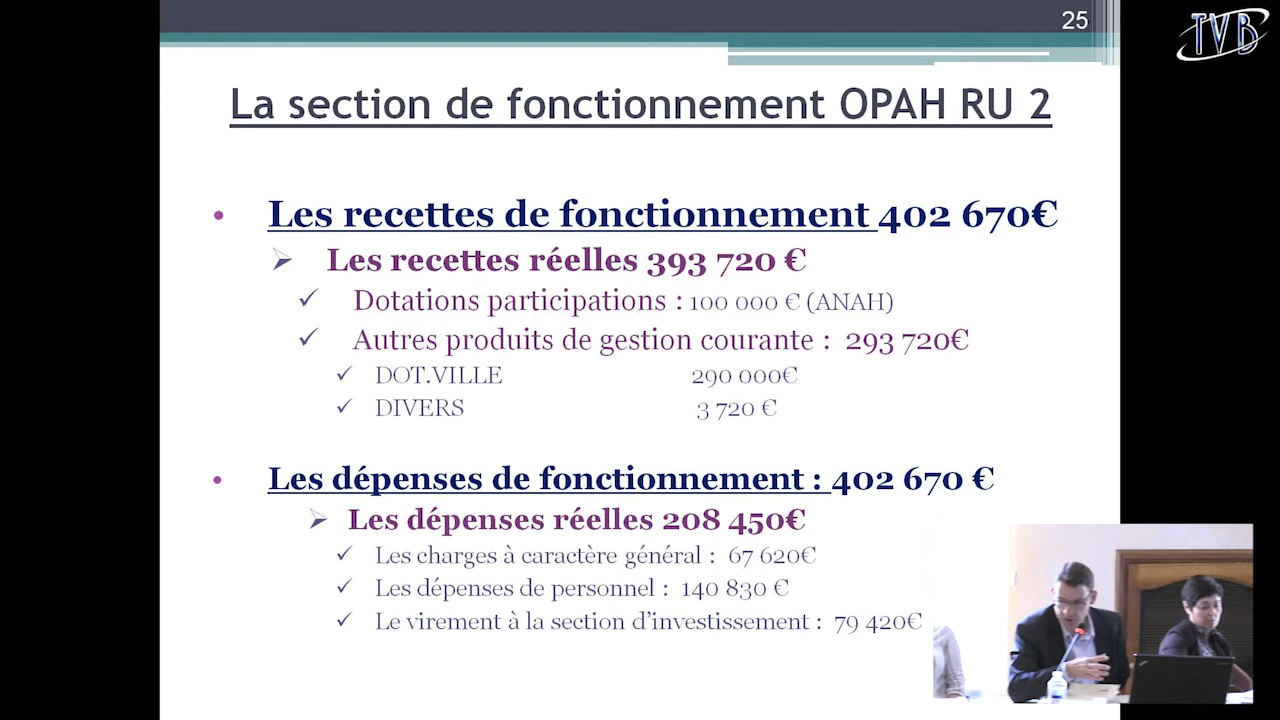 25
TVB
La section de fonctionnement OPAH RU 2
• Les recettes de fonctionnement 402 670€
➢ Les recettes réelles 393 720 €
✓ Dotations participations : 100 000 € (ANAH)
✓ Autres produits de gestion courante : 293 720€
✓ DOT.VILLE 290 000€
✓ DIVERS 3 720 €
• Les dépenses de fonctionnement : 402 670 €
➢ Les dépenses réelles 208 450€
✓ Les charges à caractère général : 67 620€
✓ Les dépenses de personnel : 140 830 €
✓ Le virement à la section d'investissement : 79 420€